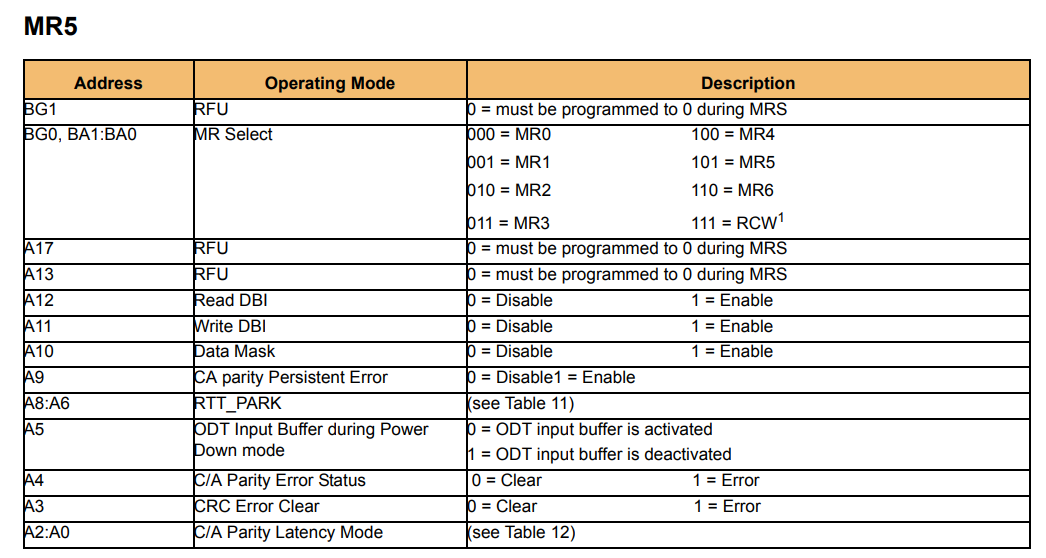 MR5
Address Operating Mode Description
BG1 RFU 0 = must be programmed to 0 during MRS
BG0, BA1:BA0 MR Select 000 = MR0 100 = MR4
001 = MR1 101 = MR5
010 = MR2 110 = MR6
011 = MR3 111 = RCW1
A17 RFU 0 = must be programmed to 0 during MRS
A13 RFU 0 = must be programmed to 0 during MRS
A12 Read DBI 0 = Disable 1 = Enable
A11 Write DBI 0 = Disable 1 = Enable
A10 Data Mask 0 = Disable 1 = Enable
A9 CA parity Persistent Error 0 = Disable1 = Enable
A8:A6 RTT_PARK (see Table 11)
A5 ODT Input Buffer during Power 0 = ODT input buffer is activated
Down mode 1 = ODT input buffer is deactivated
A4 C/A Parity Error Status 0 = Clear 1 = Error
A3 CRC Error Clear 0 = Clear 1 = Error
A2:A0 C/A Parity Latency Mode (see Table 12)